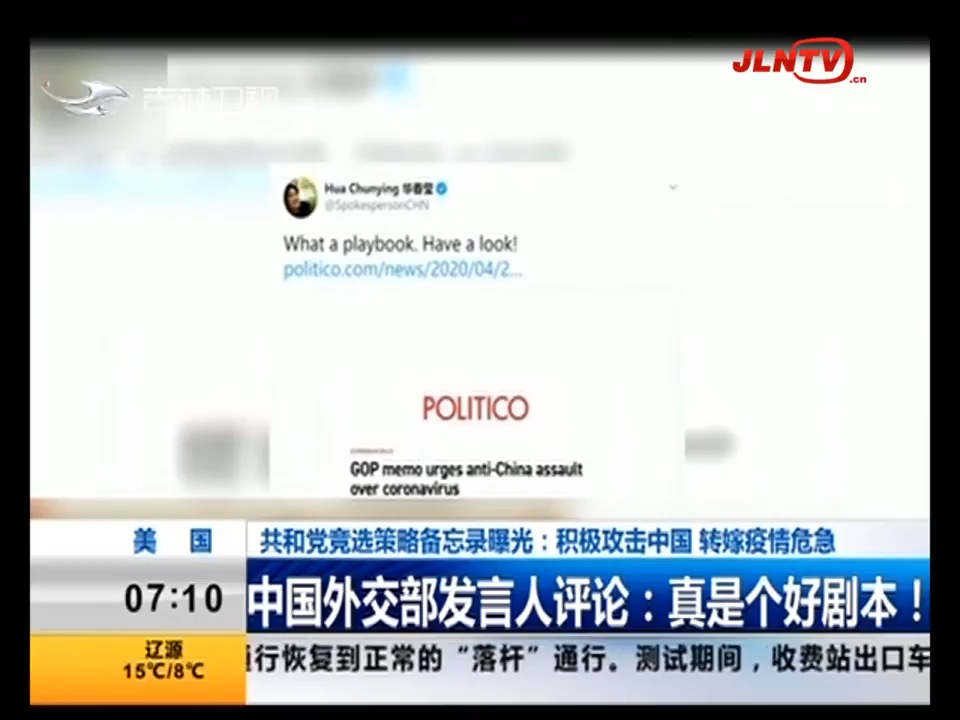 JLNTV.cn
吉林卫视
Hua Chunying 华春莹
@SpokespersonCHN
What a playbook. Have a look!
politico.com/news/2020/04/2...
POLITICO
GOP memo urges anti-China assault
over coronavirus
美 国
共和党竞选策略备忘录曝光：积极攻击中国 转嫁疫情危急
07:10
中国外交部发言人评论：真是个好剧本！
辽源
15℃/8℃
行恢复到正常的“落杆”通行。测试期间，收费站出口车